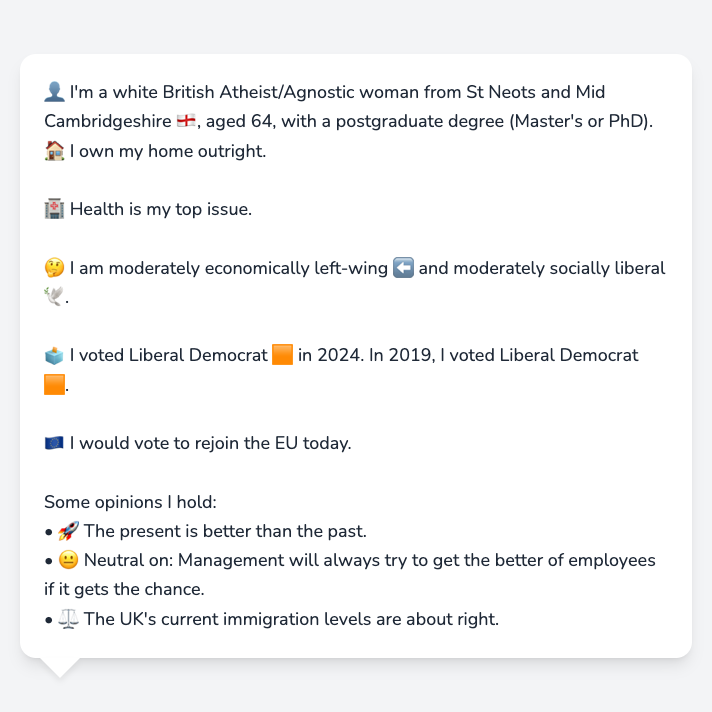 👤 I'm a white British Atheist/Agnostic woman from St Neots and Mid
Cambridgeshire 🏴󠁧󠁢󠁥󠁮󠁧󠁿, aged 64, with a postgraduate degree (Master's or PhD).
🏠 I own my home outright.
🏥 Health is my top issue.
🤔 I am moderately economically left-wing ⬅️ and moderately socially liberal
🕊️.
🗳️ I voted Liberal Democrat 🟧 in 2024. In 2019, I voted Liberal Democrat
🟧.
🇪🇺 I would vote to rejoin the EU today.
Some opinions I hold:
• 🚀 The present is better than the past.
• 😐 Neutral on: Management will always try to get the better of employees
if it gets the chance.
• ⚖️ The UK's current immigration levels are about right.